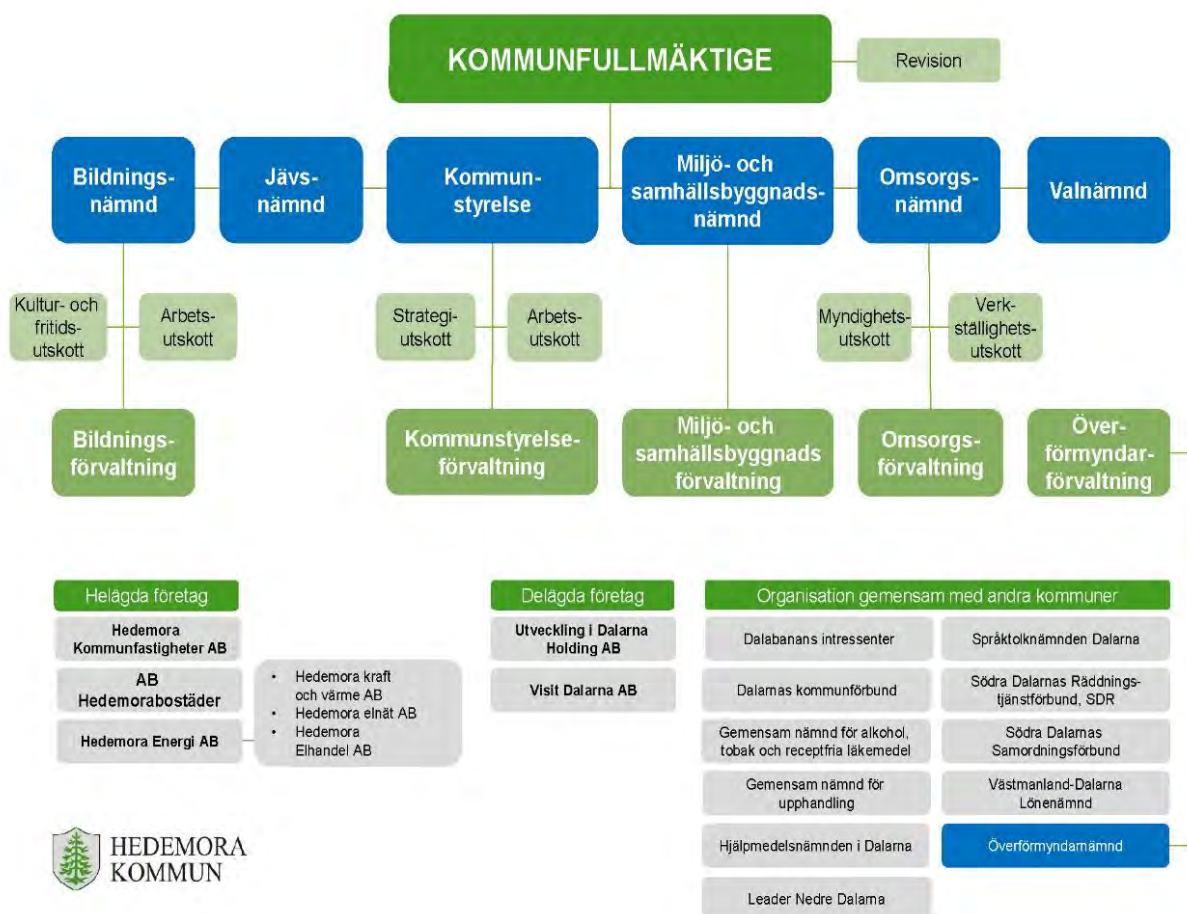 KOMMUNFULLMÄKTIGE
Revision
Bildnings-
nämnd
Jävs-
nämnd
Kommun-
styrelse
Miljö- och
samhällsbyggnads-
nämnd
Omsorgs-
nämnd
Valnämnd
Kultur- och
fritids-
utskott
Arbets-
utskott
Strategi-
utskott
Arbets-
utskott
Myndighets-
utskott
Verk-
ställighets-
utskott
Bildnings-
förvaltning
Kommunstyrelse-
förvaltning
Miljö- och
samhällsbyggnads
förvaltning
Omsorgs-
förvaltning
Över-
förmyndar-
förvaltning
Helägda företag
Hedemora
Kommunfastigheter AB
AB
Hedemorabostäder
Hedemora Energi AB
• Hedemora kraft
och värme AB
• Hedemora elnät AB
• Hedemora
Elhandel AB
Delägda företag
Utveckling i Dalarna
Holding AB
Visit Dalarna AB
Organisation gemensam med andra kommuner
Dalabanans intressenter
Dalarnas kommunförbund
Gemensam nämnd för alkohol,
tobak och receptfria läkemedel
Gemensam nämnd för
upphandling
Hjälpmedelsnämnden i Dalarna
Leader Nedre Dalarna
Språktolknämnden Dalarna
Södra Dalarnas Räddnings-
tjänstförbund, SDR
Södra Dalarnas
Samordningsförbund
Västmanland-Dalarna
Lönenämnd
Överförmyndarnämnd
HEDEMORA
KOMMUN